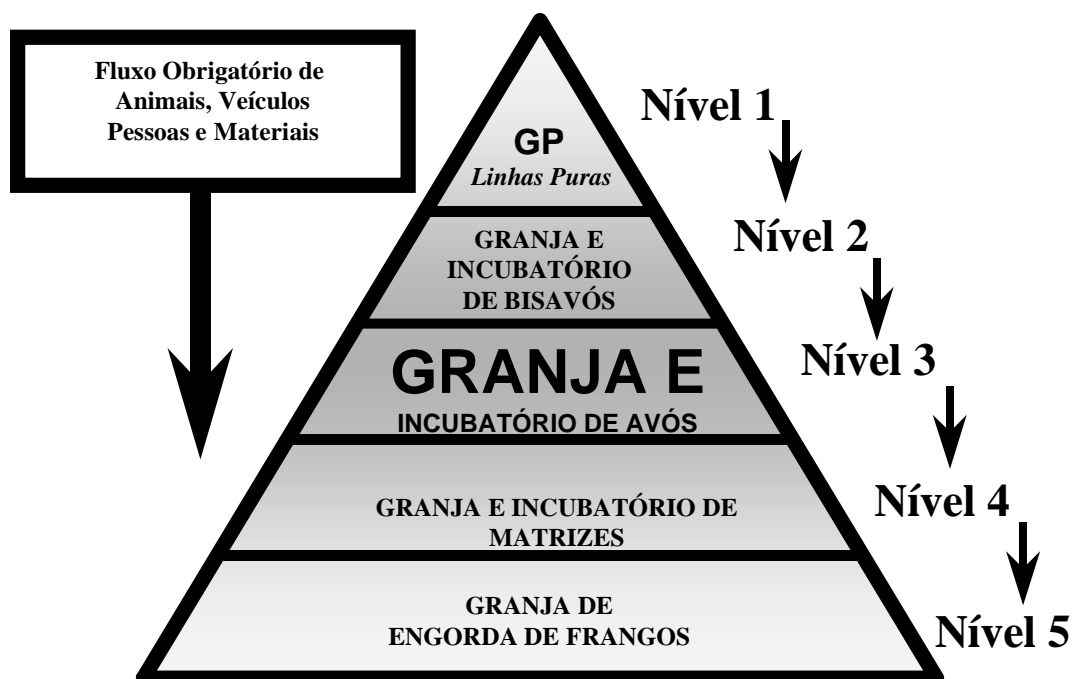 Fluxo Obrigatório de
Animais, Veículos
Pessoas e Materiais
GP
Linhas Puras
Nível 1
GRANJA E
INCUBATÓRIO
DE BISAVÓS
Nível 2
GRANJA E
INCUBATÓRIO DE AVÓS
Nível 3
GRANJA E INCUBATÓRIO DE
MATRIZES
Nível 4
GRANJA DE
ENGORDA DE FRANGOS
Nível 5